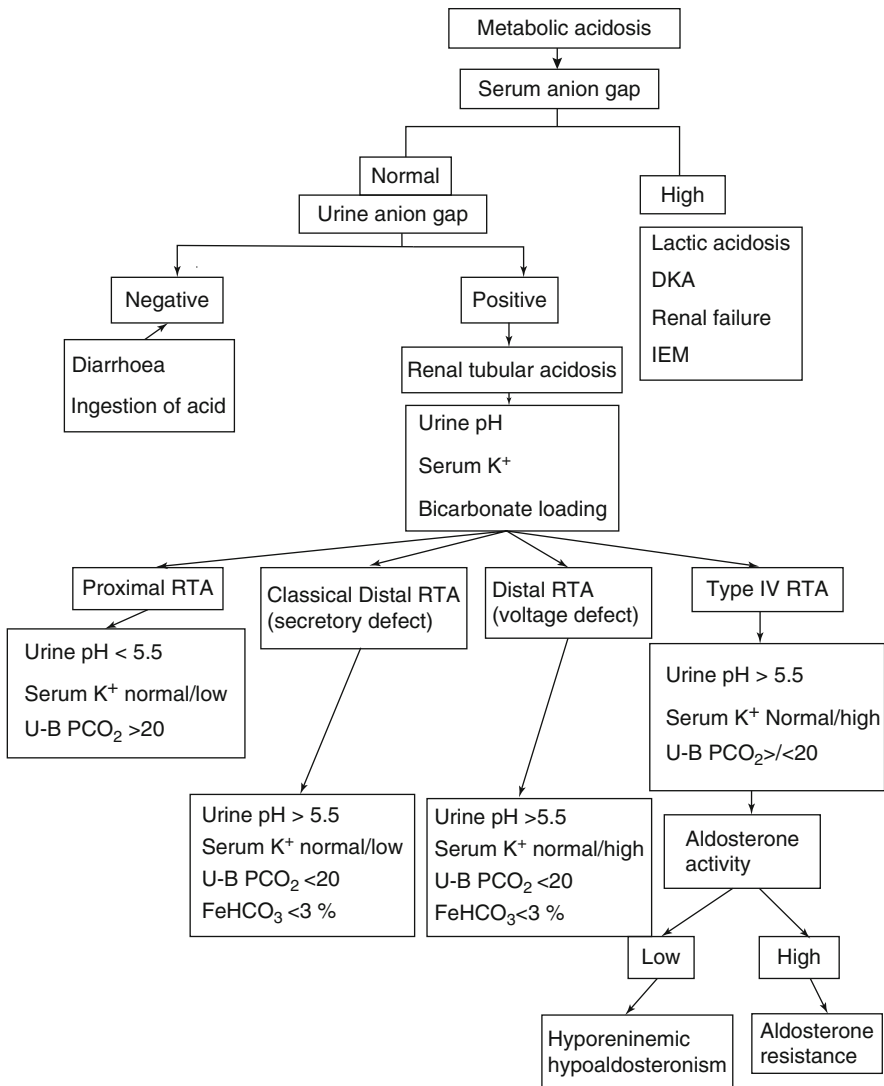 Metabolic acidosis
Serum anion gap
Normal
High
Urine anion gap
Lactic acidosis
DKA
Renal failure
IEM
Negative
Positive
Diarrhoea
Ingestion of acid
Renal tubular acidosis
Urine pH
Serum K⁺
Bicarbonate loading
Proximal RTA
Classical Distal RTA
(secretory defect)
Distal RTA
(voltage defect)
Type IV RTA
Urine pH < 5.5
Serum K⁺ normal/low
U-B PCO₂ >20
Urine pH > 5.5
Serum K⁺ Normal/high
U-B PCO₂>/<20
Urine pH > 5.5
Serum K⁺ normal/low
U-B PCO₂ <20
FeHCO₃ <3 %
Urine pH >5.5
Serum K⁺ normal/high
U-B PCO₂ <20
FeHCO₃<3 %
Aldosterone
activity
Low
High
Hyporeninemic
hypoaldosteronism
Aldosterone
resistance